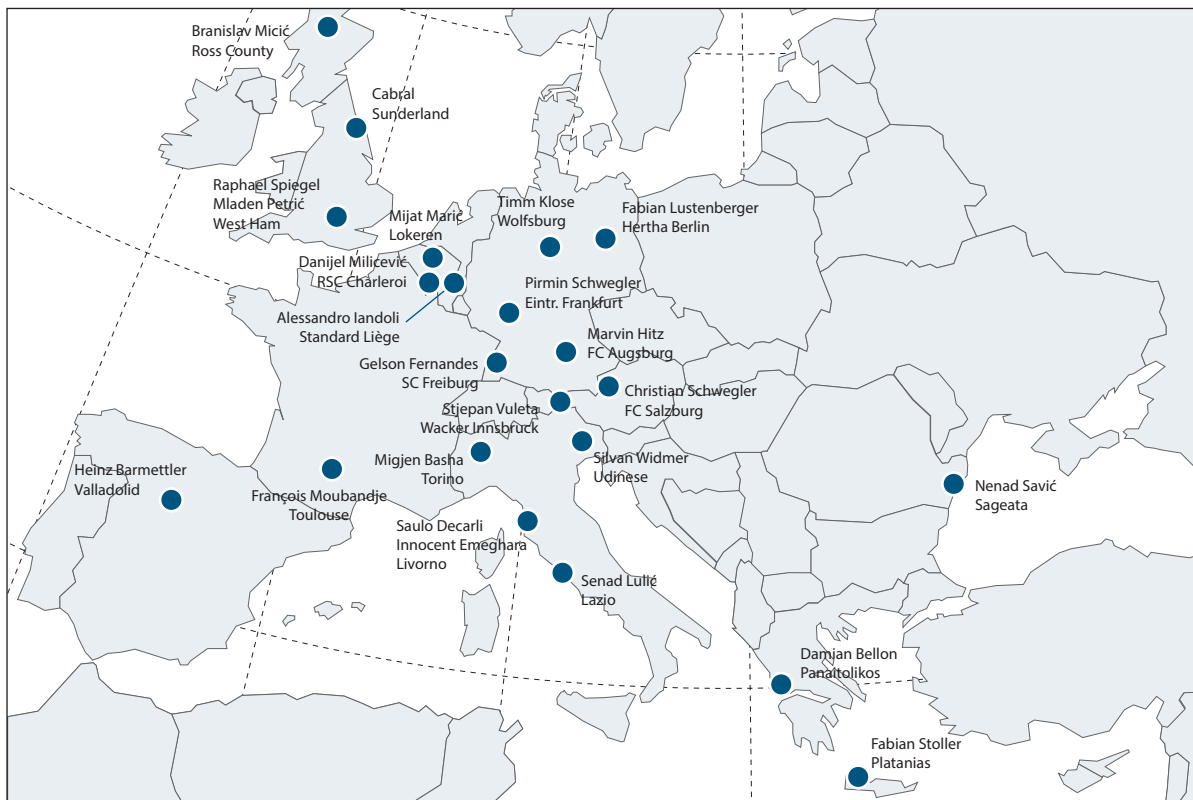 Branislav Micić
Ross County
Cabral
Sunderland
Raphael Spiegel
Mladen Petrić
West Ham
Mijat Marić
Lokeren
Timm Klose
Wolfsburg
Fabian Lustenberger
Hertha Berlin
Danijel Milićević
RSC Charleroi
Pirmin Schwegler
Eintr. Frankfurt
Alessandro Iandoli
Standard Liège
Marvin Hitz
FC Augsburg
Gelson Fernandes
SC Freiburg
Christian Schwegler
FC Salzburg
Stjepan Vuleta
Wacker Innsbruck
Migjen Basha
Torino
Silvan Widmer
Udinese
Heinz Barmettler
Valladolid
François Moubandje
Toulouse
Nenad Savić
Sageata
Saulo Decarli
Innocent Emeghara
Livorno
Senad Lulić
Lazio
Damian Bellon
Panaitolikos
Fabian Stoller
Platanias